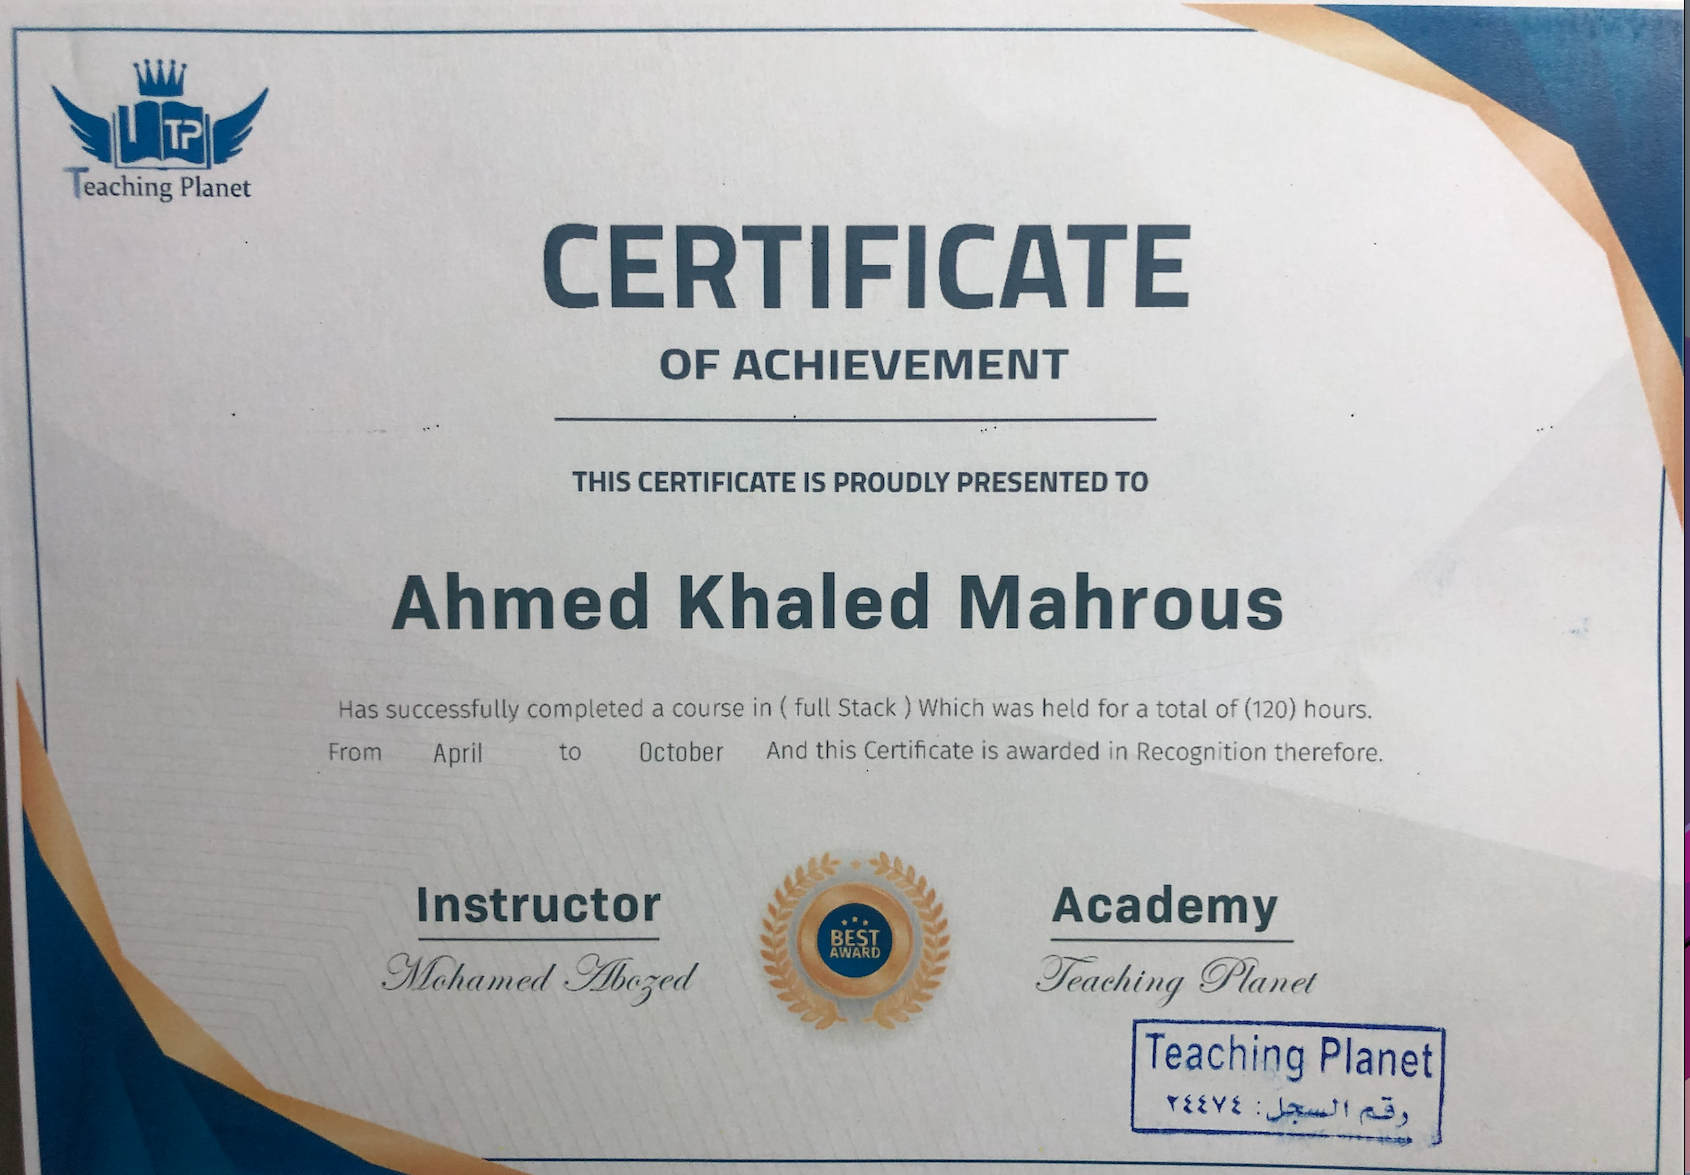 TP
Teaching Planet
CERTIFICATE
OF ACHIEVEMENT
THIS CERTIFICATE IS PROUDLY PRESENTED TO
Ahmed Khaled Mahrous
Has successfully completed a course in ( full Stack ) Which was held for a total of (120) hours.
From April to October And this Certificate is awarded in Recognition therefore.
Instructor
Mohamed Abozed
BEST
AWARD
Academy
Teaching Planet
Teaching Planet
رقم السجل: ٢٤٤٧٤